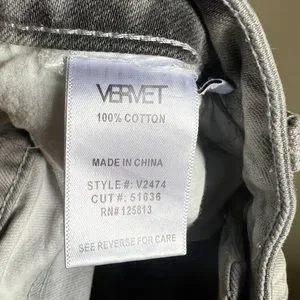 VERVET
100% COTTON
MADE IN CHINA
STYLE #: V2474
CUT #: 51636
RN# 125813
SEE REVERSE FOR CARE